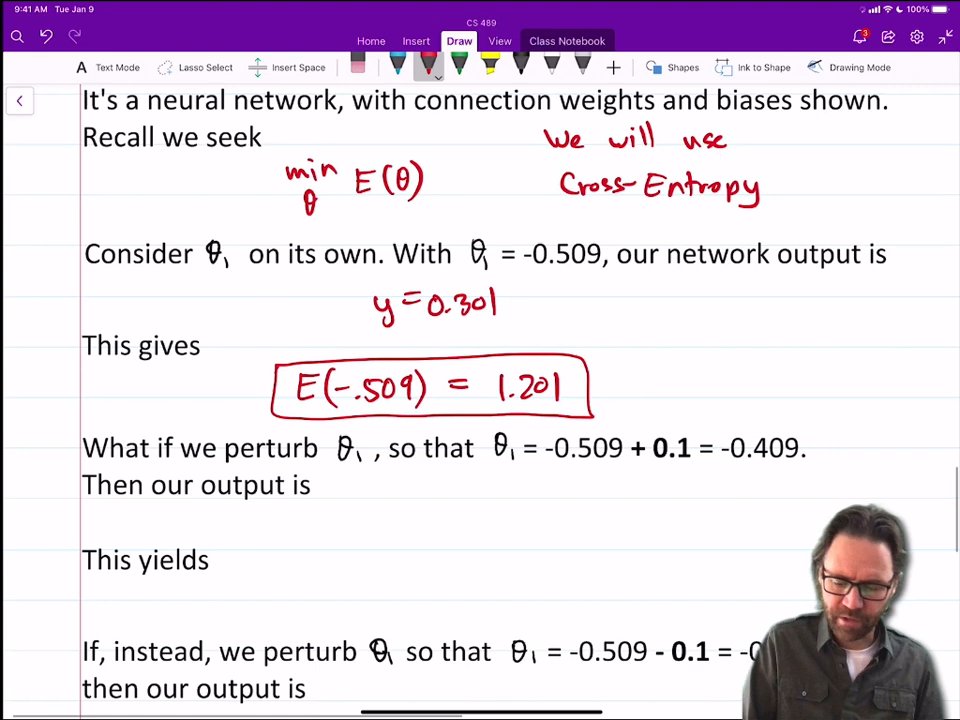 9:41 AM Tue Jan 9
100%
CS 489
Home Insert Draw View Class Notebook
3
A Text Mode Lasso Select Insert Space Shapes Ink to Shape Drawing Mode
It's a neural network, with connection weights and biases shown.
Recall we seek
We will use
min E(θ)
θ
Cross-Entropy
Consider θ₁ on its own. With θ₁ = -0.509, our network output is
y = 0.301
This gives
E(-.509) = 1.201
What if we perturb θ₁, so that θ₁ = -0.509 + 0.1 = -0.409.
Then our output is
This yields
If, instead, we perturb θ₁ so that θ₁ = -0.509 - 0.1 =
then our output is